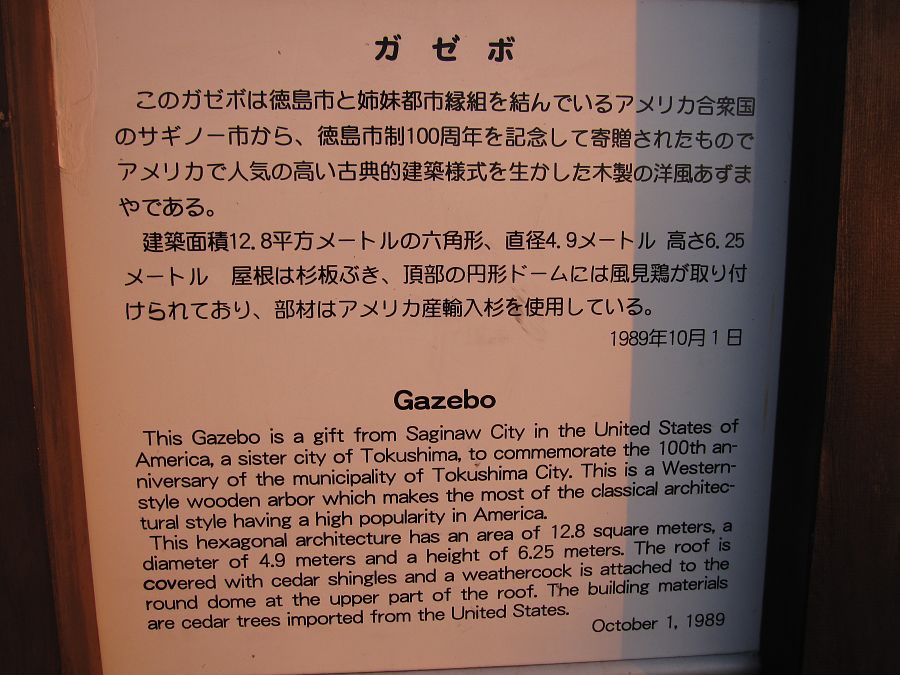 ガゼボ
このガゼボは徳島市と姉妹都市縁組を結んでいるアメリカ合衆国
のサギノー市から、徳島市制100周年を記念して寄贈されたもので
アメリカで人気の高い古典的建築様式を生かした木製の洋風あずま
やである。
建築面積12.8平方メートルの六角形、直径4.9メートル 高さ6.25
メートル　屋根は杉板ぶき、頂部の円形ドームには風見鶏が取り付
けられており、部材はアメリカ産輸入杉を使用している。
1989年10月1日
Gazebo
This Gazebo is a gift from Saginaw City in the United States of
America, a sister city of Tokushima, to commemorate the 100th an-
niversary of the municipality of Tokushima City. This is a Western-
style wooden arbor which makes the most of the classical architec-
tural style having a high popularity in America.
This hexagonal architecture has an area of 12.8 square meters, a
diameter of 4.9 meters and a height of 6.25 meters. The roof is
covered with cedar shingles and a weathercock is attached to the
round dome at the upper part of the roof. The building materials
are cedar trees imported from the United States.
October 1, 1989